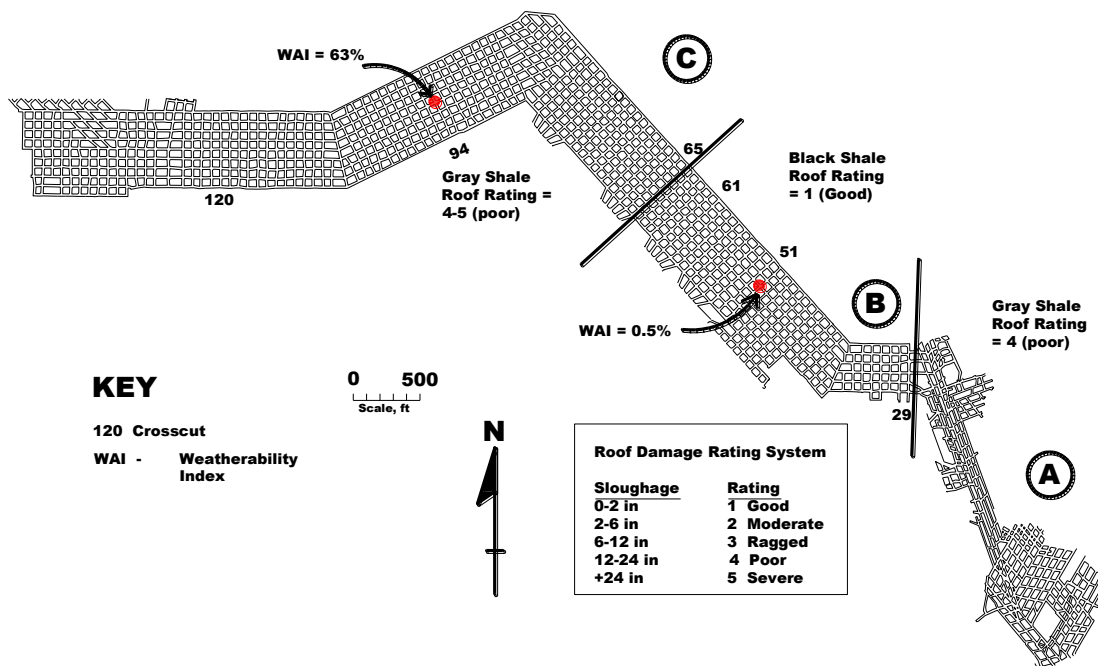 WAI = 63%
C
94
Gray Shale
Roof Rating =
4-5 (poor)
120
65
61
Black Shale
Roof Rating
= 1 (Good)
51
WAI = 0.5%
B
Gray Shale
Roof Rating
= 4 (poor)
29
A
KEY
120 Crosscut
WAI - Weatherability
Index
0 500
Scale, ft
N
Roof Damage Rating System
Sloughage Rating
0-2 in 1 Good
2-6 in 2 Moderate
6-12 in 3 Ragged
12-24 in 4 Poor
+24 in 5 Severe